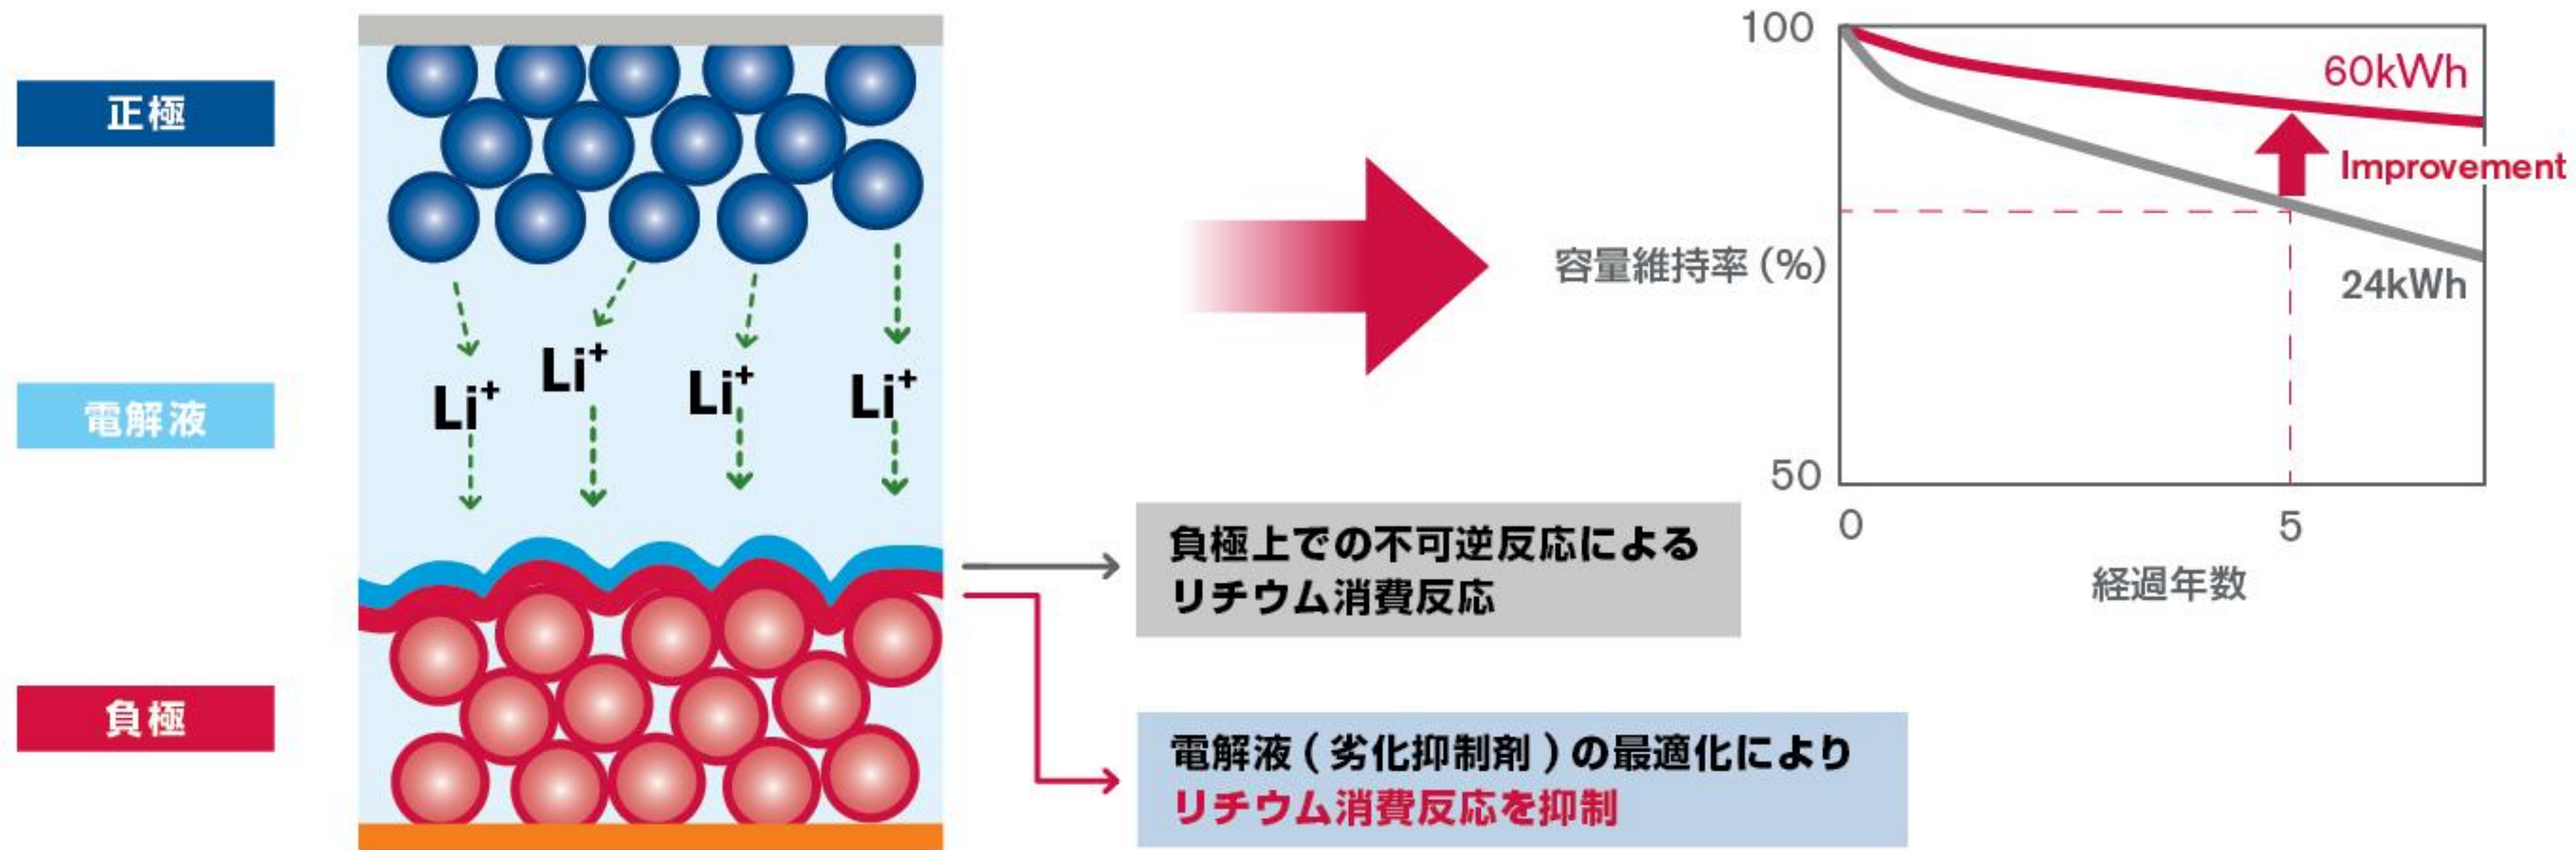 正極
電解液
負極
Li⁺
Li⁺
Li⁺
Li⁺
負極上での不可逆反応による
リチウム消費反応
電解液(劣化抑制剤)の最適化により
リチウム消費反応を抑制
100
60kWh
Improvement
容量維持率(%)
24kWh
50
0
5
経過年数